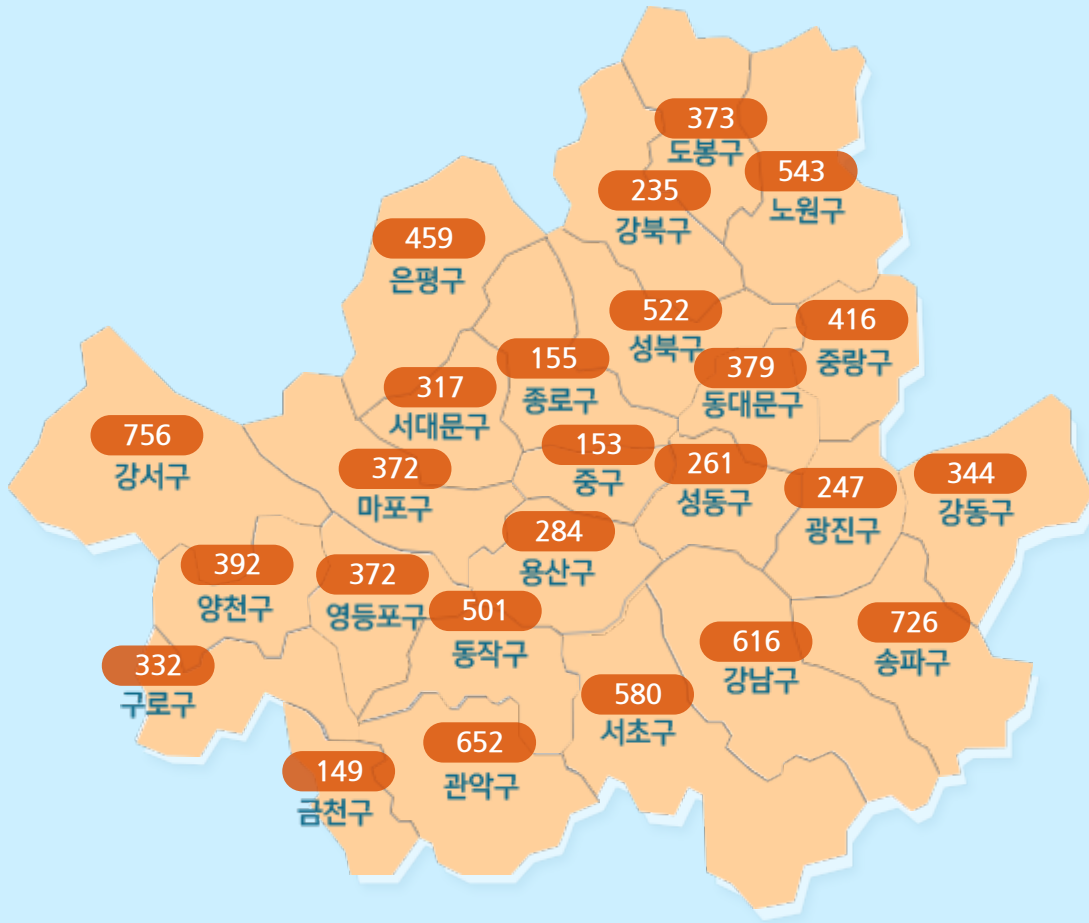 373
도봉구
543
노원구
235
강북구
459
은평구
522
성북구
416
중랑구
155
종로구
379
동대문구
317
서대문구
756
강서구
153
중구
372
마포구
261
성동구
247
광진구
344
강동구
284
용산구
392
양천구
372
영등포구
501
동작구
616
강남구
726
송파구
332
구로구
580
서초구
652
관악구
149
금천구